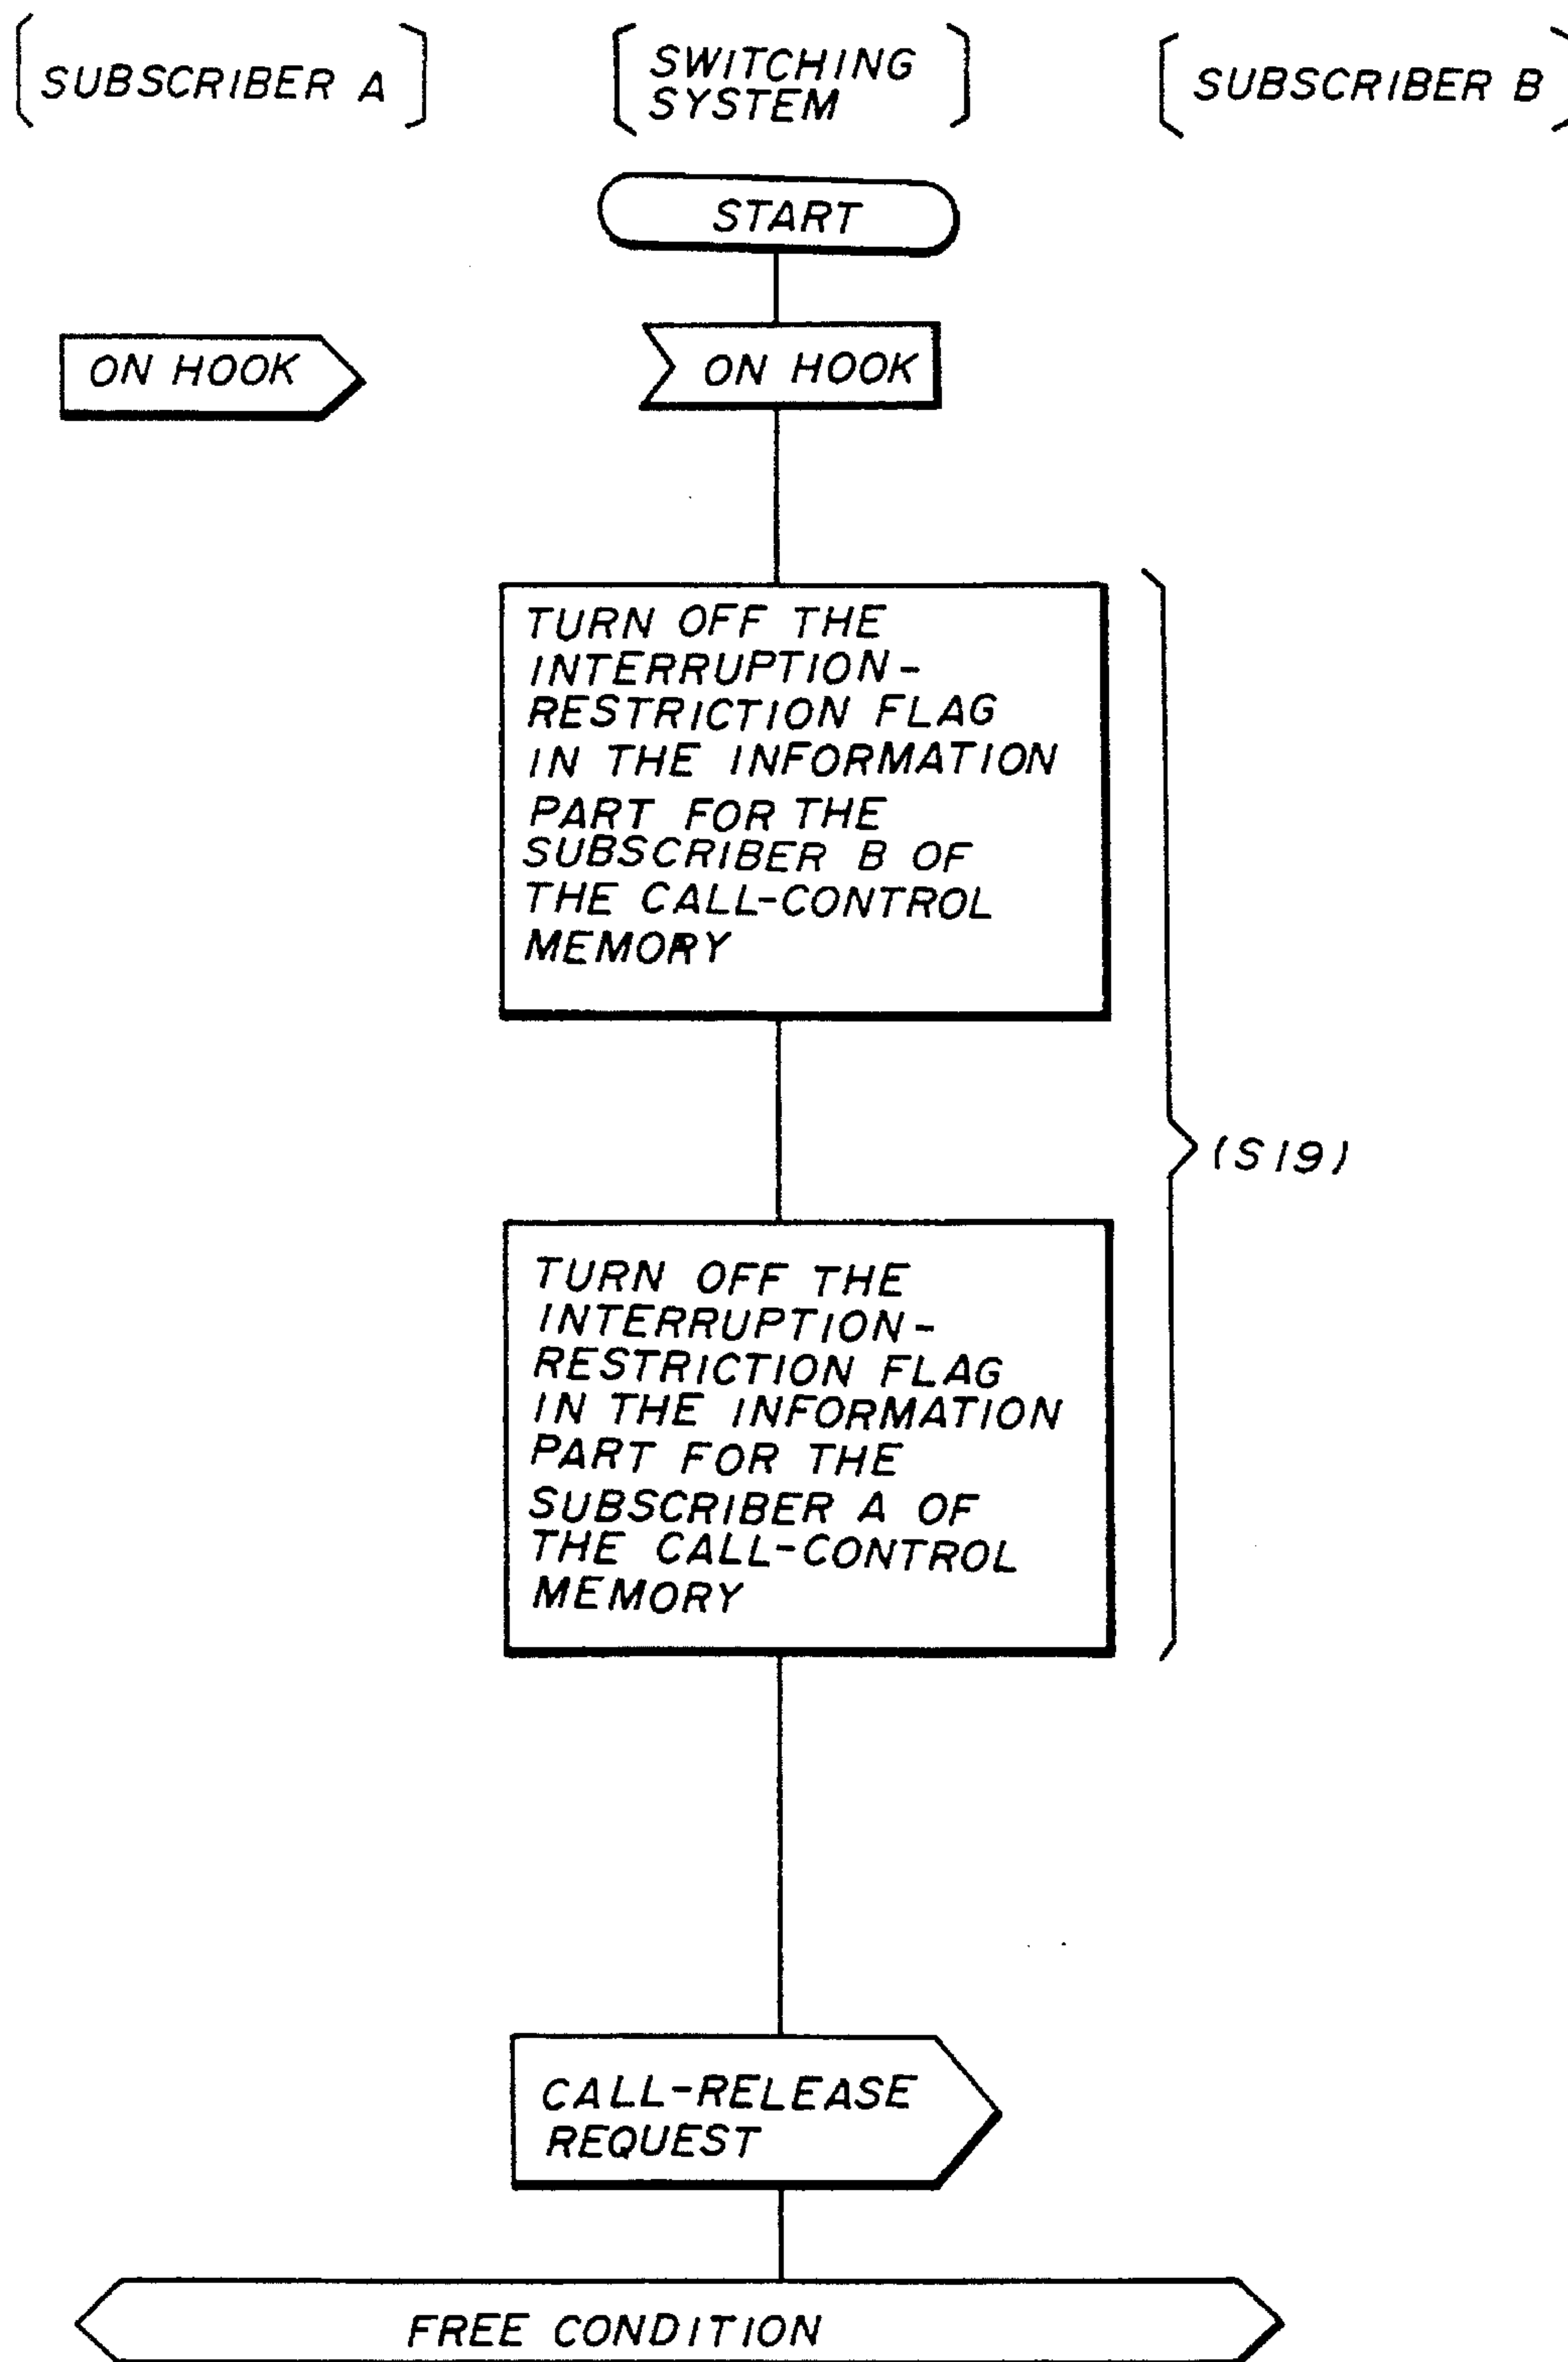 SUBSCRIBER A
SWITCHING
SYSTEM
SUBSCRIBER B
START
ON HOOK
ON HOOK
TURN OFF THE
INTERRUPTION-
RESTRICTION FLAG
IN THE INFORMATION
PART FOR THE
SUBSCRIBER B OF
THE CALL-CONTROL
MEMORY
(S19)
TURN OFF THE
INTERRUPTION-
RESTRICTION FLAG
IN THE INFORMATION
PART FOR THE
SUBSCRIBER A OF
THE CALL-CONTROL
MEMORY
CALL-RELEASE
REQUEST
FREE CONDITION